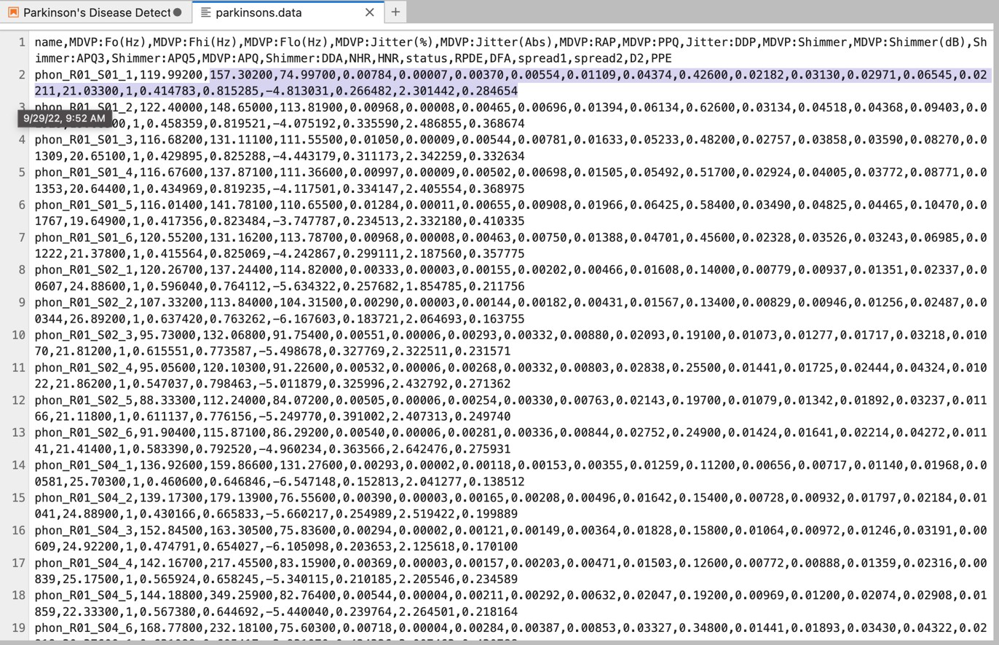 Parkinson's Disease Detect
parkinsons.data
1 name,MDVP:Fo(Hz),MDVP:Fhi(Hz),MDVP:Flo(Hz),MDVP:Jitter(%),MDVP:Jitter(Abs),MDVP:RAP,MDVP:PPQ,Jitter:DDP,MDVP:Shimmer,MDVP:Shimmer(dB),Sh
immer:APQ3,Shimmer:APQ5,MDVP:APQ,Shimmer:DDA,NHR,HNR,status,RPDE,DFA,spread1,spread2,D2,PPE
2 phon_R01_S01_1,119.99200,157.30200,74.99700,0.00784,0.00007,0.00370,0.00554,0.01109,0.04374,0.42600,0.02182,0.03130,0.02971,0.06545,0.02
211,21.03300,1,0.414783,0.815285,-4.813031,0.266482,2.301442,0.284654
3 phon_R01_S01_2,122.40000,148.65000,113.81900,0.00968,0.00008,0.00465,0.00696,0.01394,0.06134,0.62600,0.03134,0.04518,0.04368,0.09403,0.0
9/29/22, 9:52 AM
00,1,0.458359,0.819521,-4.075192,0.335590,2.486855,0.368674
4 phon_R01_S01_3,116.68200,131.11100,111.55500,0.01050,0.00009,0.00544,0.00781,0.01633,0.05233,0.48200,0.02757,0.03858,0.03590,0.08270,0.0
1309,20.65100,1,0.429895,0.825288,-4.443179,0.311173,2.342259,0.332634
5 phon_R01_S01_4,116.67600,137.87100,111.36600,0.00997,0.00009,0.00502,0.00698,0.01505,0.05492,0.51700,0.02924,0.04005,0.03772,0.08771,0.0
1353,20.64400,1,0.434969,0.819235,-4.117501,0.334147,2.405554,0.368975
6 phon_R01_S01_5,116.01400,141.78100,110.65500,0.01284,0.00011,0.00655,0.00908,0.01966,0.06425,0.58400,0.03490,0.04825,0.04465,0.10470,0.0
1767,19.64900,1,0.417356,0.823484,-3.747787,0.234513,2.332180,0.410335
7 phon_R01_S01_6,120.55200,131.16200,113.78700,0.00968,0.00008,0.00463,0.00750,0.01388,0.04701,0.45600,0.02328,0.03526,0.03243,0.06985,0.0
1222,21.37800,1,0.415564,0.825069,-4.242867,0.299111,2.187560,0.357775
8 phon_R01_S02_1,120.26700,137.24400,114.82000,0.00333,0.00003,0.00155,0.00202,0.00466,0.01608,0.14000,0.00779,0.00937,0.01351,0.02337,0.0
0607,24.88600,1,0.596040,0.764112,-5.634322,0.257682,1.854785,0.211756
9 phon_R01_S02_2,107.33200,113.84000,104.31500,0.00290,0.00003,0.00144,0.00182,0.00431,0.01567,0.13400,0.00829,0.00946,0.01256,0.02487,0.0
0344,26.89200,1,0.637420,0.763262,-6.167603,0.183721,2.064693,0.163755
10 phon_R01_S02_3,95.73000,132.06800,91.75400,0.00551,0.00006,0.00293,0.00332,0.00880,0.02093,0.19100,0.01073,0.01277,0.01717,0.03218,0.010
70,21.81200,1,0.615551,0.773587,-5.498678,0.327769,2.322511,0.231571
11 phon_R01_S02_4,95.05600,120.10300,91.22600,0.00532,0.00006,0.00268,0.00332,0.00803,0.02838,0.25500,0.01441,0.01725,0.02444,0.04324,0.010
22,21.86200,1,0.547037,0.798463,-5.011879,0.325996,2.432792,0.271362
12 phon_R01_S02_5,88.33300,112.24000,84.07200,0.00505,0.00006,0.00254,0.00330,0.00763,0.02143,0.19700,0.01079,0.01342,0.01892,0.03237,0.011
66,21.11800,1,0.611137,0.776156,-5.249770,0.391002,2.407313,0.249740
13 phon_R01_S02_6,91.90400,115.87100,86.29200,0.00540,0.00006,0.00281,0.00336,0.00844,0.02752,0.24900,0.01424,0.01641,0.02214,0.04272,0.011
41,21.41400,1,0.583390,0.792520,-4.960234,0.363566,2.642476,0.275931
14 phon_R01_S04_1,136.92600,159.86600,131.27600,0.00293,0.00002,0.00118,0.00153,0.00355,0.01259,0.11200,0.00656,0.00717,0.01140,0.01968,0.0
0581,25.70300,1,0.460600,0.646846,-6.547148,0.152813,2.041277,0.138512
15 phon_R01_S04_2,139.17300,179.13900,76.55600,0.00390,0.00003,0.00165,0.00208,0.00496,0.01642,0.15400,0.00728,0.00932,0.01797,0.02184,0.01
041,24.88900,1,0.430166,0.665833,-5.660217,0.254989,2.519422,0.199889
16 phon_R01_S04_3,152.84500,163.30500,75.83600,0.00294,0.00002,0.00121,0.00149,0.00364,0.01828,0.15800,0.01064,0.00972,0.01246,0.03191,0.00
609,24.92200,1,0.474791,0.654027,-6.105098,0.203653,2.125618,0.170100
17 phon_R01_S04_4,142.16700,217.45500,83.15900,0.00369,0.00003,0.00157,0.00203,0.00471,0.01503,0.12600,0.00772,0.00888,0.01359,0.02316,0.00
839,25.17500,1,0.565924,0.658245,-5.340115,0.210185,2.205546,0.234589
18 phon_R01_S04_5,144.18800,349.25900,82.76400,0.00544,0.00004,0.00211,0.00292,0.00632,0.02047,0.19200,0.00969,0.01200,0.02074,0.02908,0.01
859,22.33300,1,0.567380,0.644692,-5.440040,0.239764,2.264501,0.218164
19 phon_R01_S04_6,168.77800,232.18100,75.60300,0.00718,0.00004,0.00284,0.00387,0.00853,0.03327,0.34800,0.01441,0.01893,0.03430,0.04322,0.02